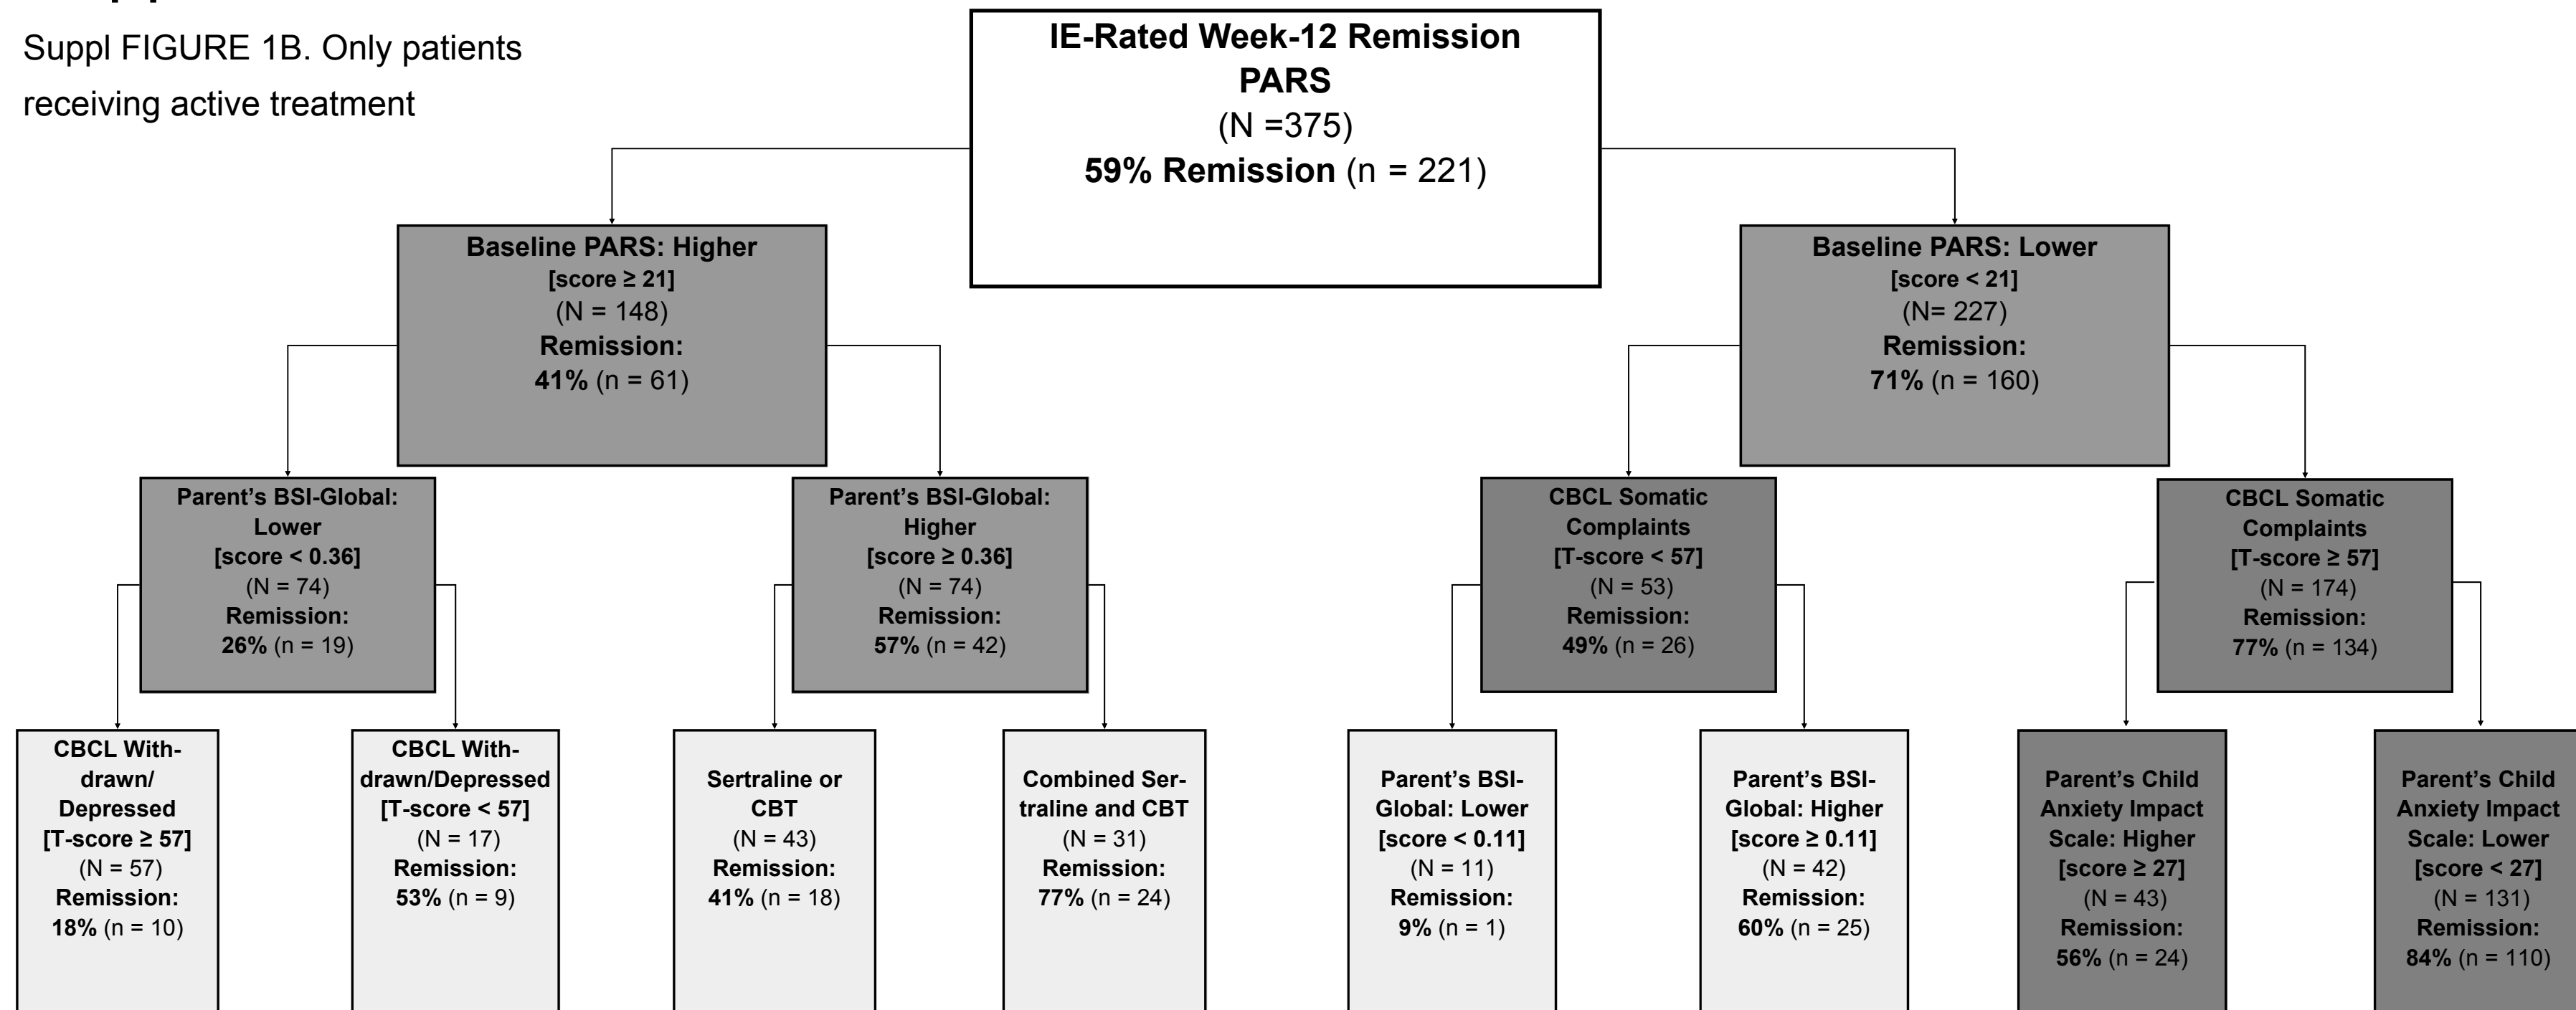 Suppl FIGURE 1B. Only patients
receiving active treatment
IE-Rated Week-12 Remission
PARS
(N =375)
59% Remission (n = 221)
Baseline PARS: Higher
[score ≥ 21]
(N = 148)
Remission:
41% (n = 61)
Baseline PARS: Lower
[score < 21]
(N= 227)
Remission:
71% (n = 160)
Parent’s BSI-Global:
Lower
[score < 0.36]
(N = 74)
Remission:
26% (n = 19)
Parent’s BSI-Global:
Higher
[score ≥ 0.36]
(N = 74)
Remission:
57% (n = 42)
CBCL Somatic
Complaints
[T-score < 57]
(N = 53)
Remission:
49% (n = 26)
CBCL Somatic
Complaints
[T-score ≥ 57]
(N = 174)
Remission:
77% (n = 134)
CBCL With-
drawn/
Depressed
[T-score ≥ 57]
(N = 57)
Remission:
18% (n = 10)
CBCL With-
drawn/Depressed
[T-score < 57]
(N = 17)
Remission:
53% (n = 9)
Sertraline or
CBT
(N = 43)
Remission:
41% (n = 18)
Combined Ser-
traline and CBT
(N = 31)
Remission:
77% (n = 24)
Parent’s BSI-
Global: Lower
[score < 0.11]
(N = 11)
Remission:
9% (n = 1)
Parent’s BSI-
Global: Higher
[score ≥ 0.11]
(N = 42)
Remission:
60% (n = 25)
Parent’s Child
Anxiety Impact
Scale: Higher
[score ≥ 27]
(N = 43)
Remission:
56% (n = 24)
Parent’s Child
Anxiety Impact
Scale: Lower
[score < 27]
(N = 131)
Remission:
84% (n = 110)